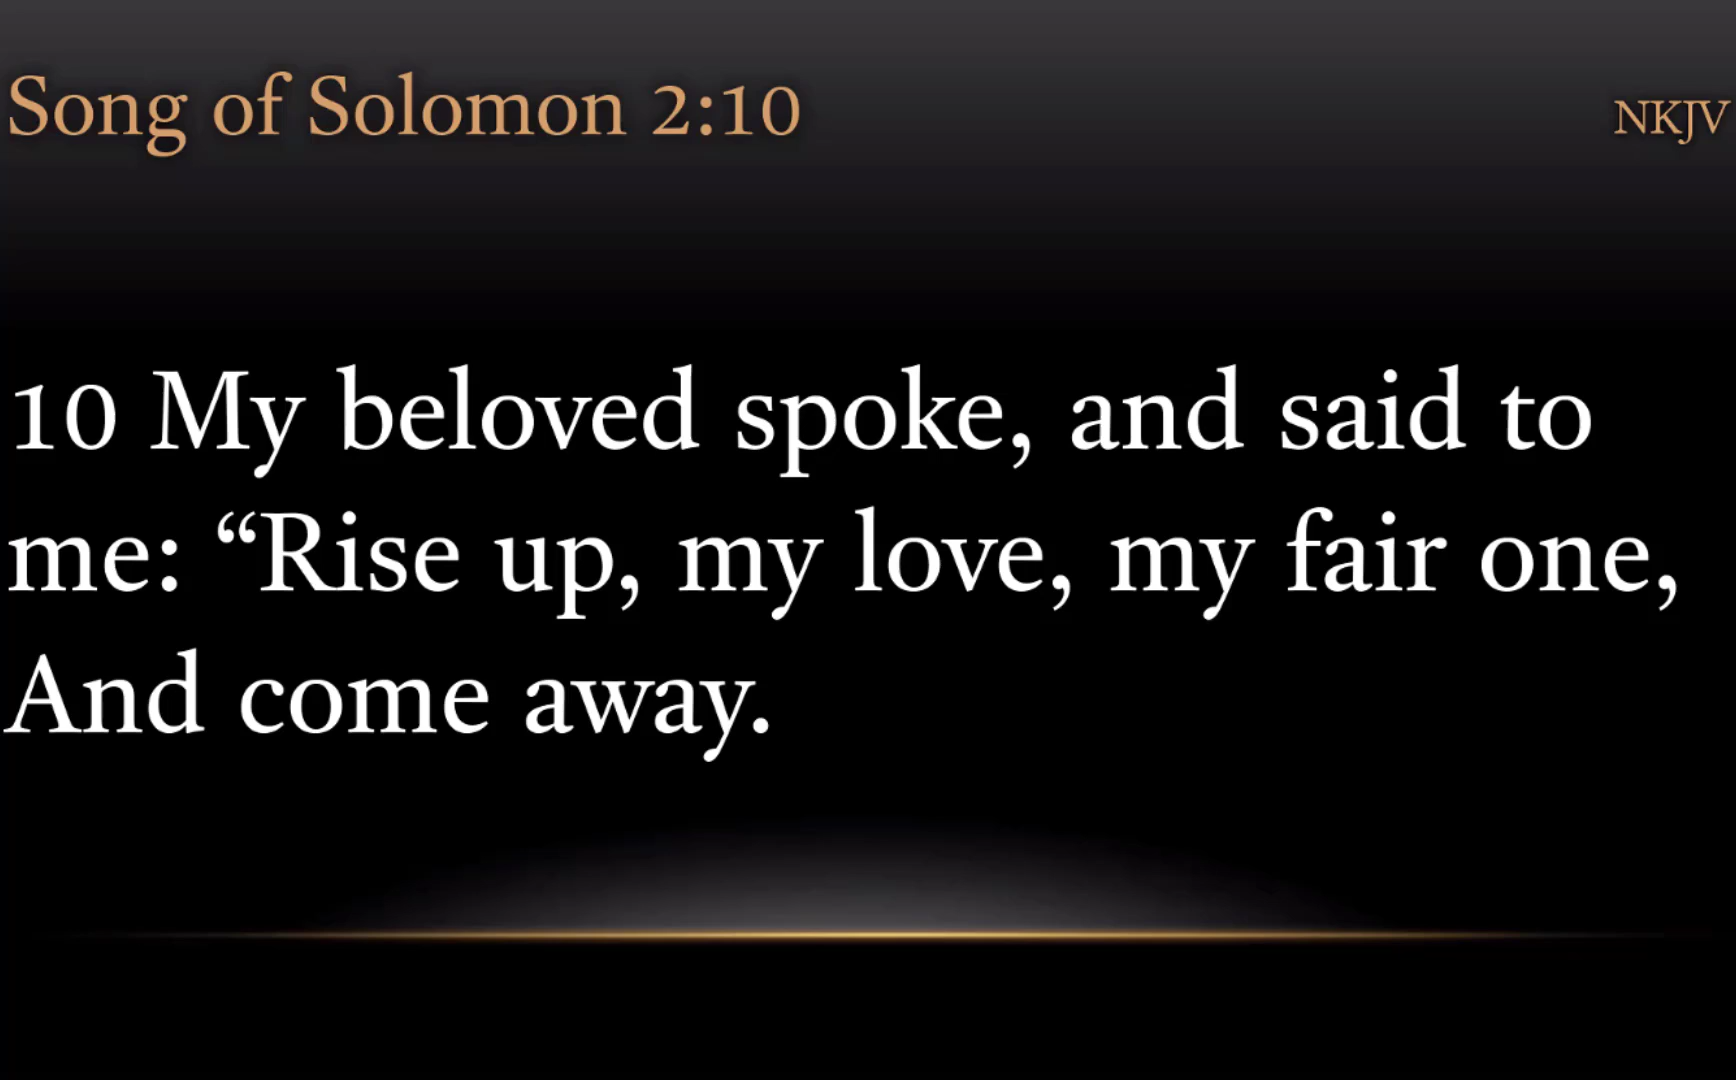 Song of Solomon 2:10
NKJV
10 My beloved spoke, and said to
me: “Rise up, my love, my fair one,
And come away.